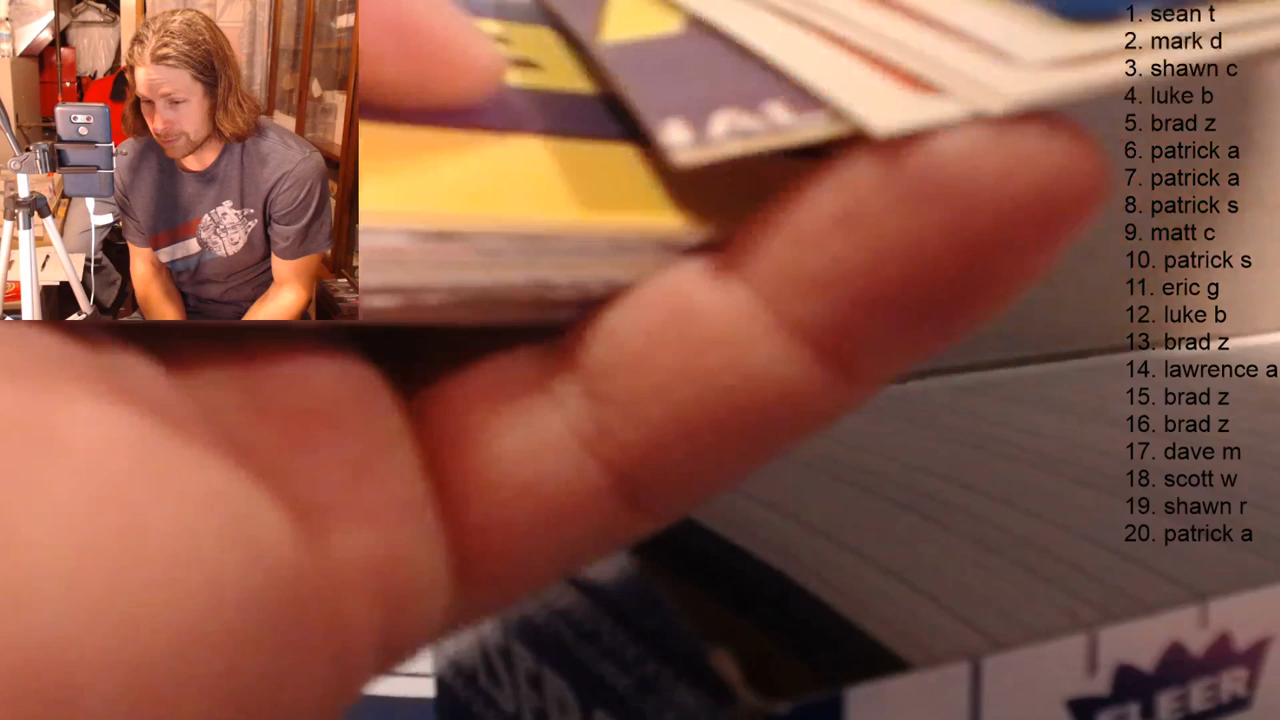 1. sean t
2. mark d
3. shawn c
4. luke b
5. brad z
6. patrick a
7. patrick a
8. patrick s
9. matt c
10. patrick s
11. eric g
12. luke b
13. brad z
14. lawrence a
15. brad z
16. brad z
17. dave m
18. scott w
19. shawn r
20. patrick a
FLEER